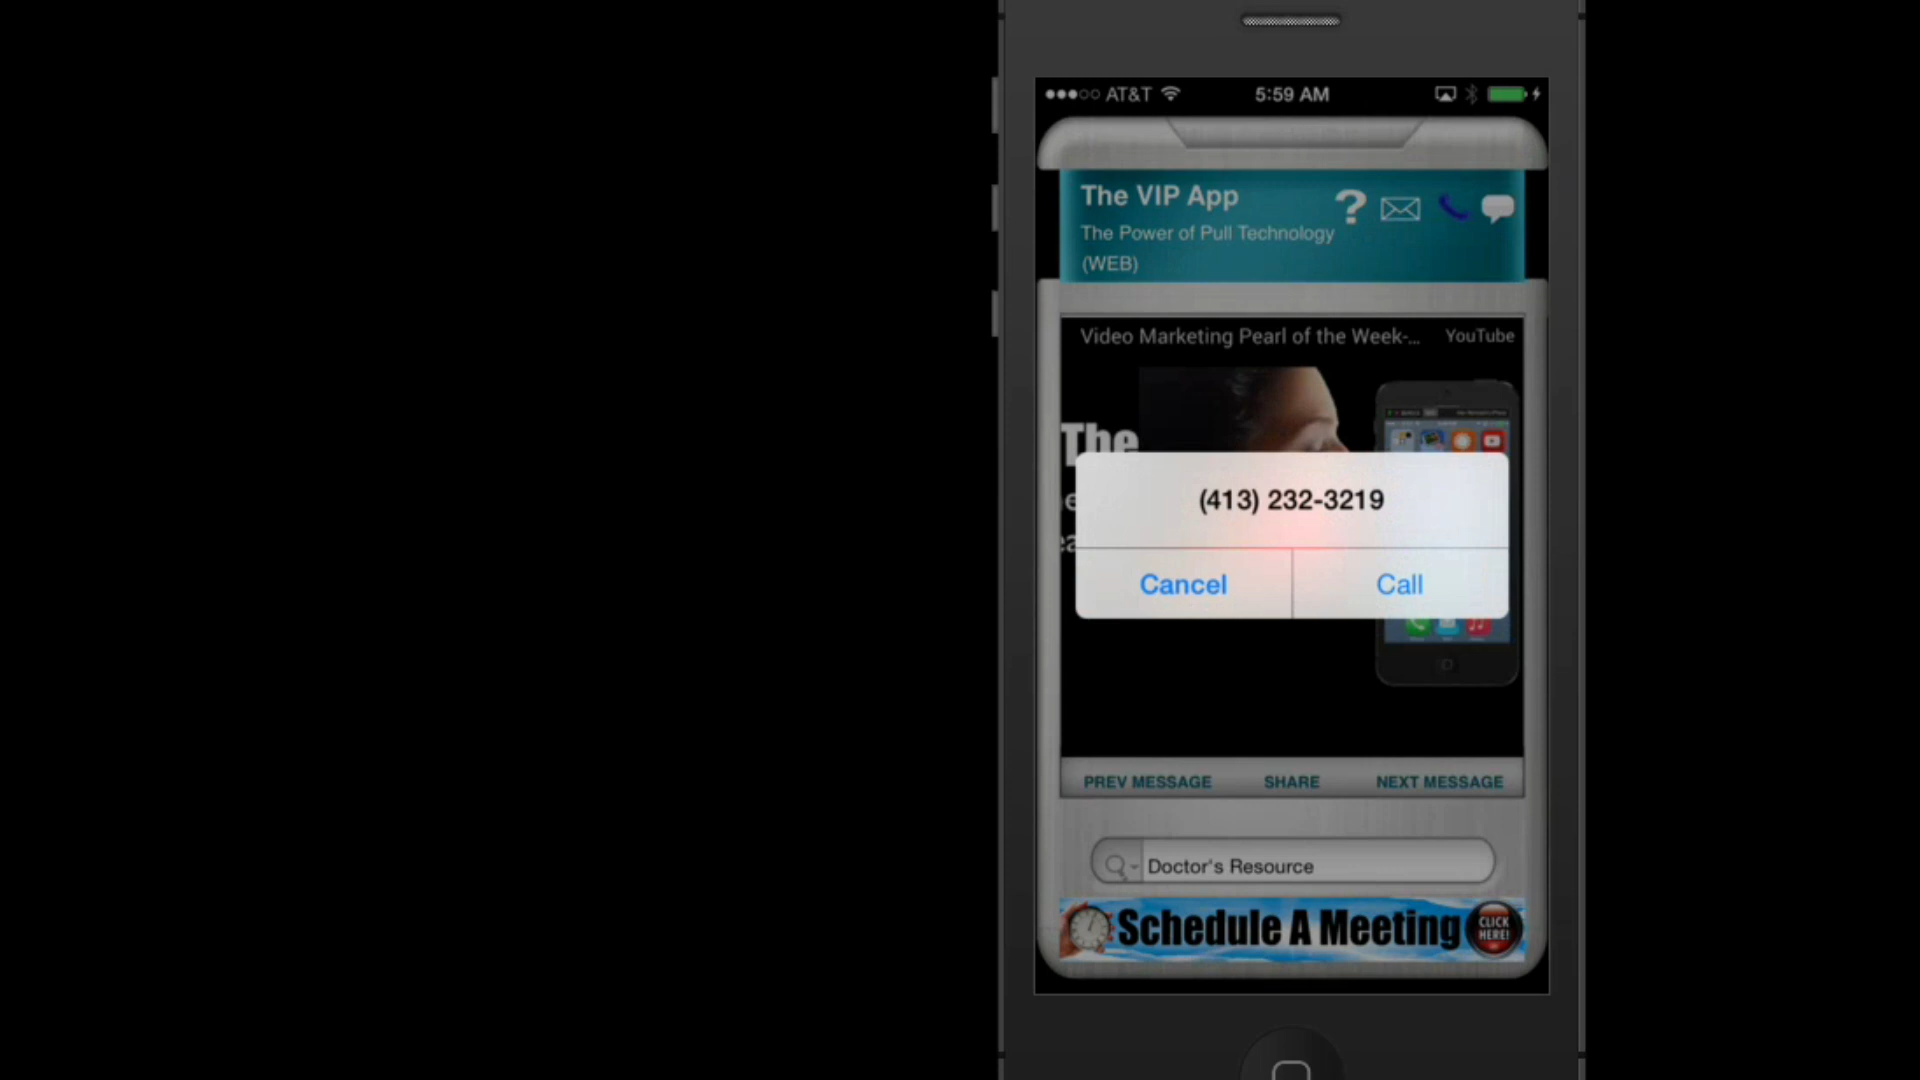 AT&T 5:59 AM
The VIP App
The Power of Pull Technology
(WEB)
Video Marketing Pearl of the Week-... YouTube
The
(413) 232-3219
Cancel Call
PREV MESSAGE SHARE NEXT MESSAGE
Doctor's Resource
Schedule A Meeting CLICK HERE!